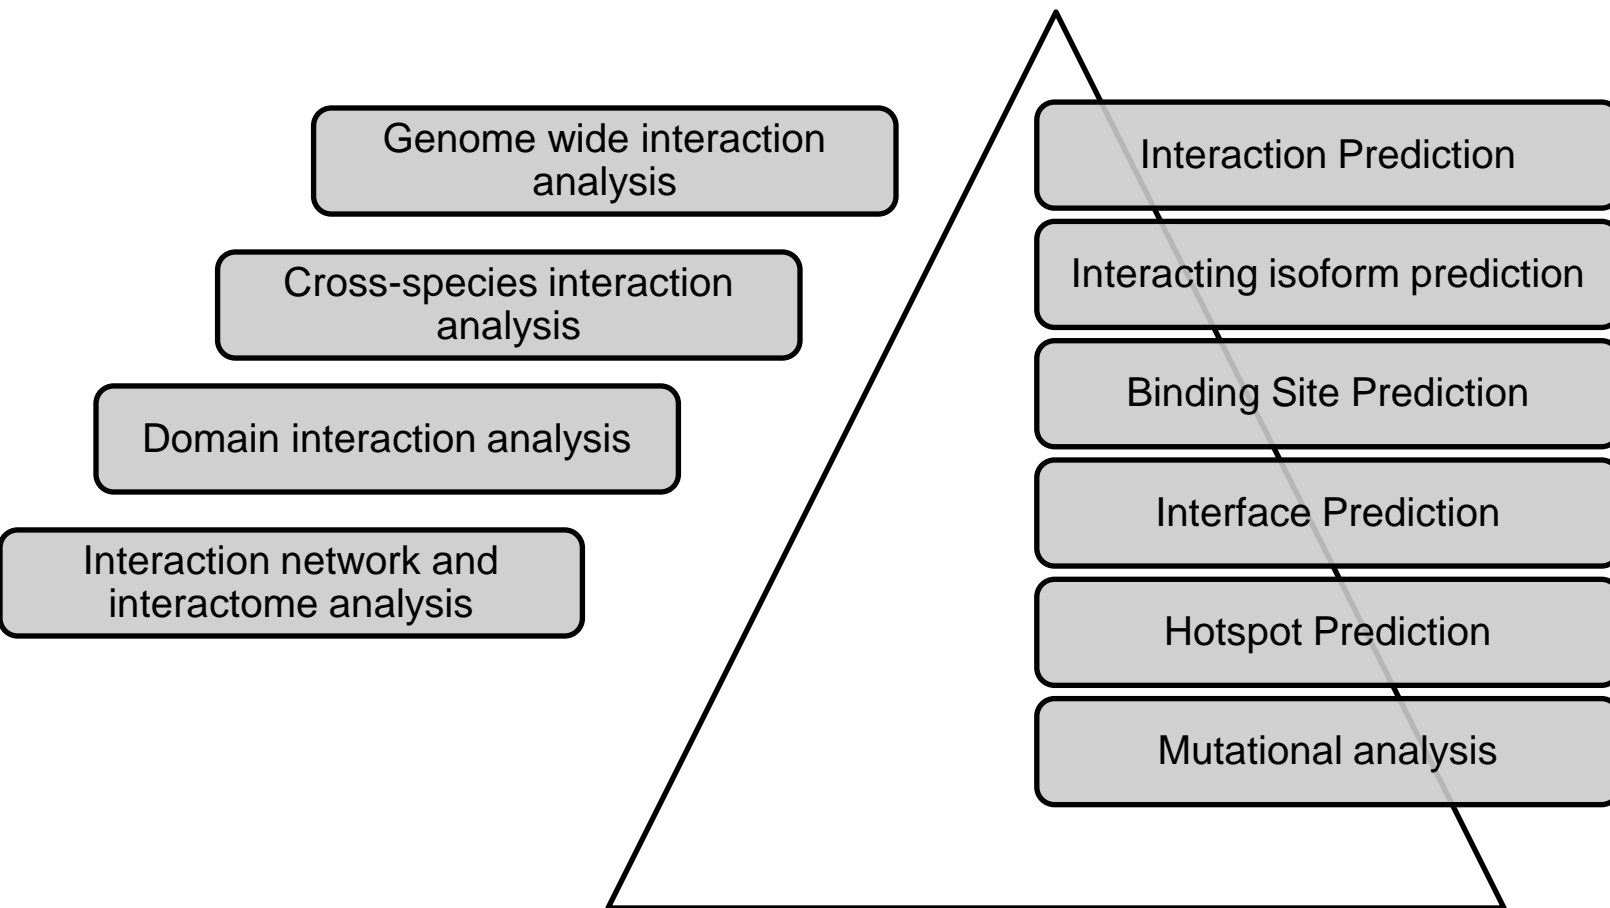 Genome wide interaction
analysis
Cross-species interaction
analysis
Domain interaction analysis
Interaction network and
interactome analysis
Interaction Prediction
Interacting isoform prediction
Binding Site Prediction
Interface Prediction
Hotspot Prediction
Mutational analysis